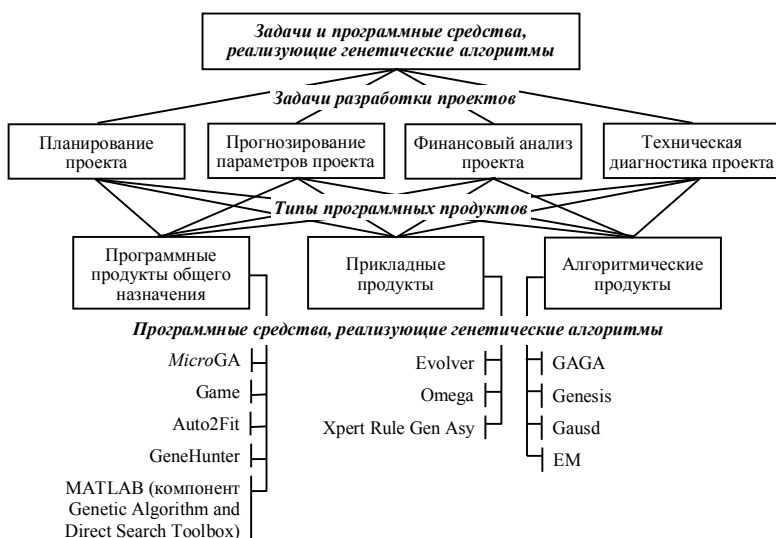 Задачи и программные средства,
реализующие генетические алгоритмы
Задачи разработки проектов
Планирование
проекта
Прогнозирование
параметров проекта
Финансовый анализ
проекта
Техническая
диагностика проекта
Типы программных продуктов
Программные
продукты общего
назначения
Прикладные
продукты
Алгоритмические
продукты
Программные средства, реализующие генетические алгоритмы
MicroGA
Game
Auto2Fit
GeneHunter
MATLAB (компонент
Genetic Algorithm and
Direct Search Toolbox)
Evolver
Omega
Xpert Rule Gen Asy
GAGA
Genesis
Gausd
EM